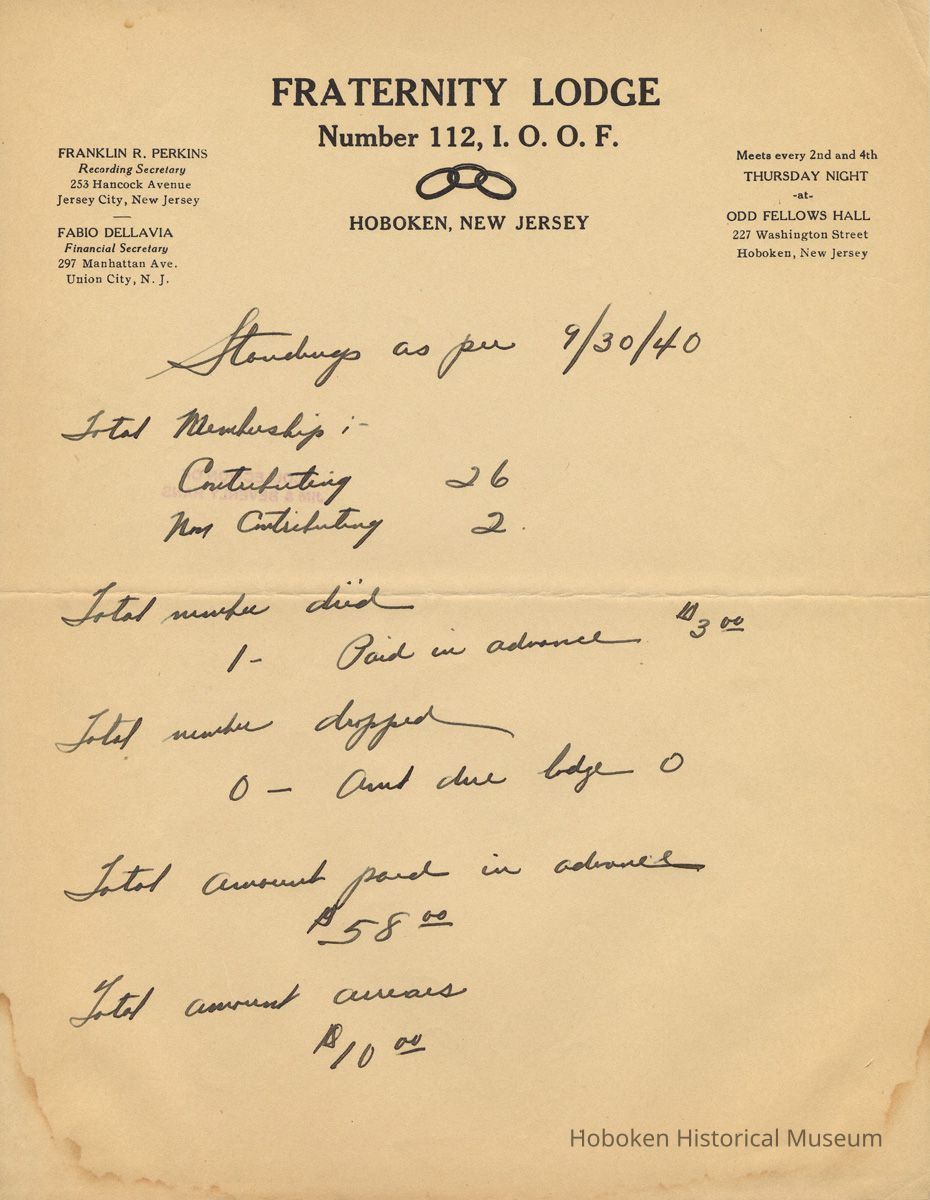 FRATERNITY LODGE
Number 112, I. O. O. F.
HOBOKEN, NEW JERSEY
FRANKLIN R. PERKINS
Recording Secretary
253 Hancock Avenue
Jersey City, New Jersey
FABIO DELLAVIA
Financial Secretary
297 Manhattan Ave.
Union City, N. J.
Meets every 2nd and 4th
THURSDAY NIGHT
-at-
ODD FELLOWS HALL
227 Washington Street
Hoboken, New Jersey
Standings as per 9/30/40
Total Membership :-
Contributing 26
Non Contributing 2.
Total number died
1- Paid in advance $3 00
Total number dropped
0 - Amt due lodge 0
Total amount paid in advance
$58 00
Total amount arrears
$10 00
Hoboken Historical Museum